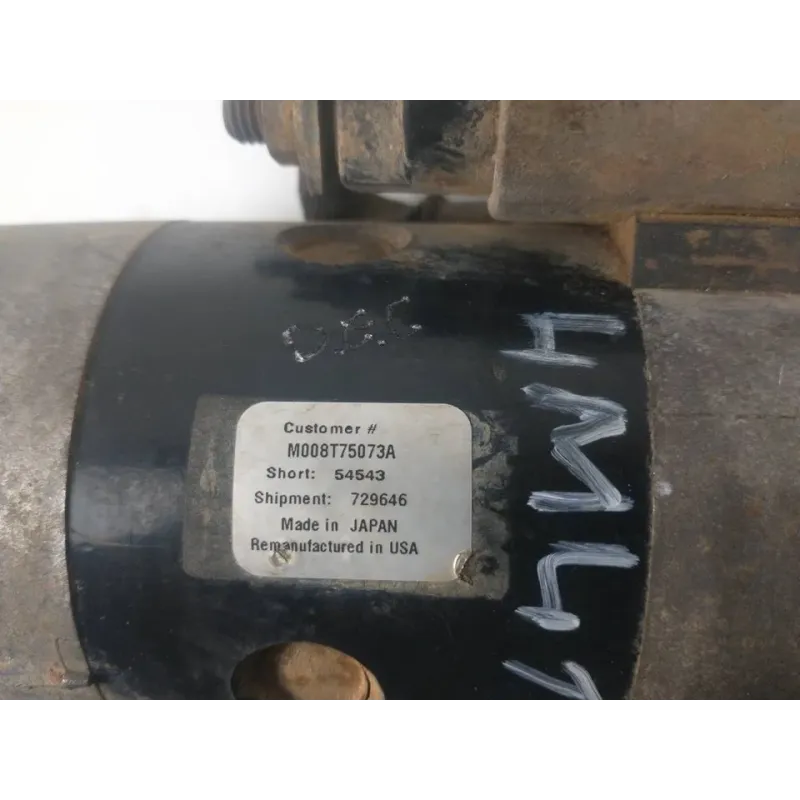 Customer #
M008T75073A
Short: 54543
Shipment: 729646
Made in JAPAN
Remanufactured in USA